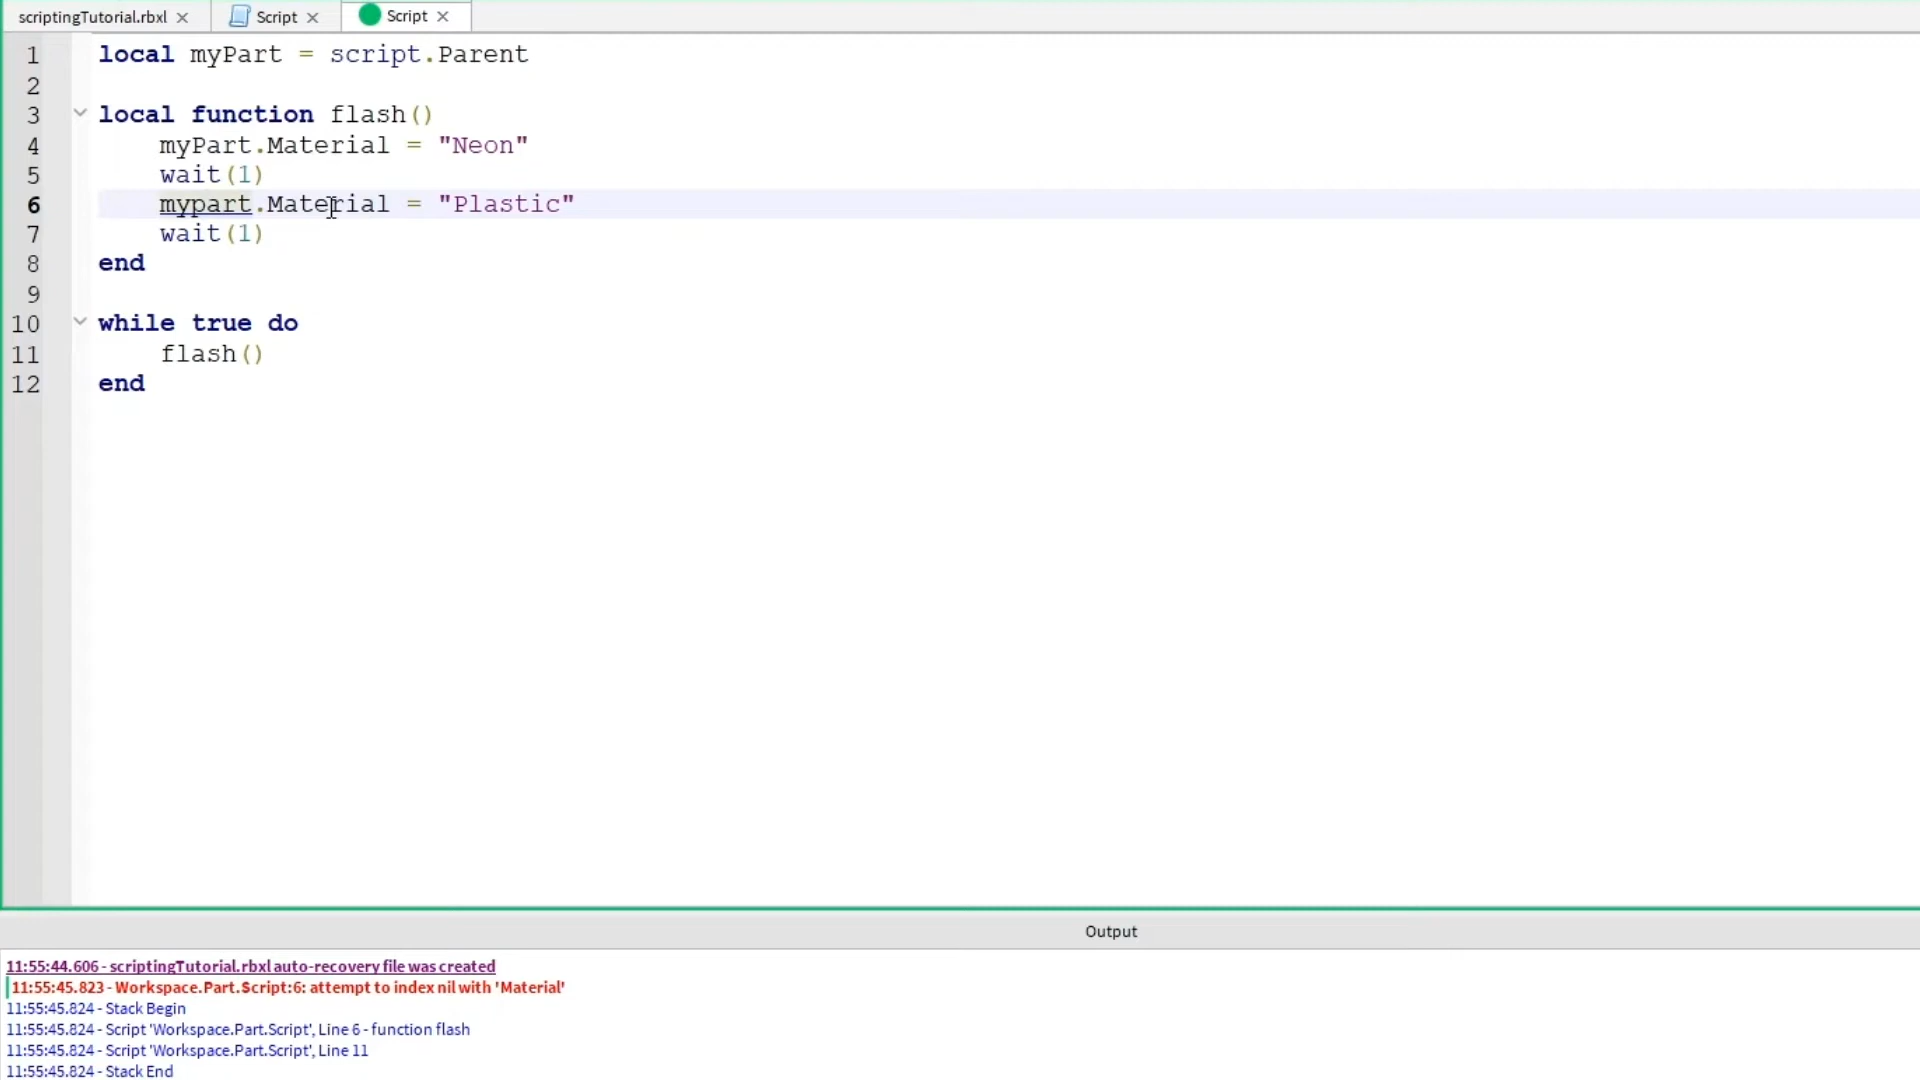 scriptingTutorial.rbxl × Script × Script ×
1 local myPart = script.Parent
2
3 local function flash()
4 myPart.Material = "Neon"
5 wait(1)
6 mypart.Material = "Plastic"
7 wait(1)
8 end
9
10 while true do
11 flash()
12 end
Output
11:55:44.606 - scriptingTutorial.rbxl auto-recovery file was created
11:55:45.823 - Workspace.Part.Script:6: attempt to index nil with 'Material'
11:55:45.824 - Stack Begin
11:55:45.824 - Script 'Workspace.Part.Script', Line 6 - function flash
11:55:45.824 - Script 'Workspace.Part.Script', Line 11
11:55:45.824 - Stack End